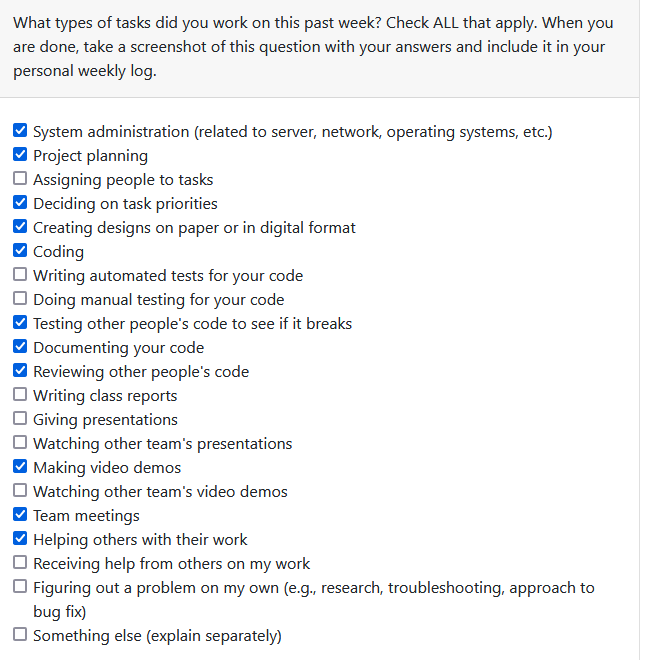 What types of tasks did you work on this past week? Check ALL that apply. When you
are done, take a screenshot of this question with your answers and include it in your
personal weekly log.
System administration (related to server, network, operating systems, etc.)
Project planning
Assigning people to tasks
Deciding on task priorities
Creating designs on paper or in digital format
Coding
Writing automated tests for your code
Doing manual testing for your code
Testing other people's code to see if it breaks
Documenting your code
Reviewing other people's code
Writing class reports
Giving presentations
Watching other team's presentations
Making video demos
Watching other team's video demos
Team meetings
Helping others with their work
Receiving help from others on my work
Figuring out a problem on my own (e.g., research, troubleshooting, approach to
bug fix)
Something else (explain separately)